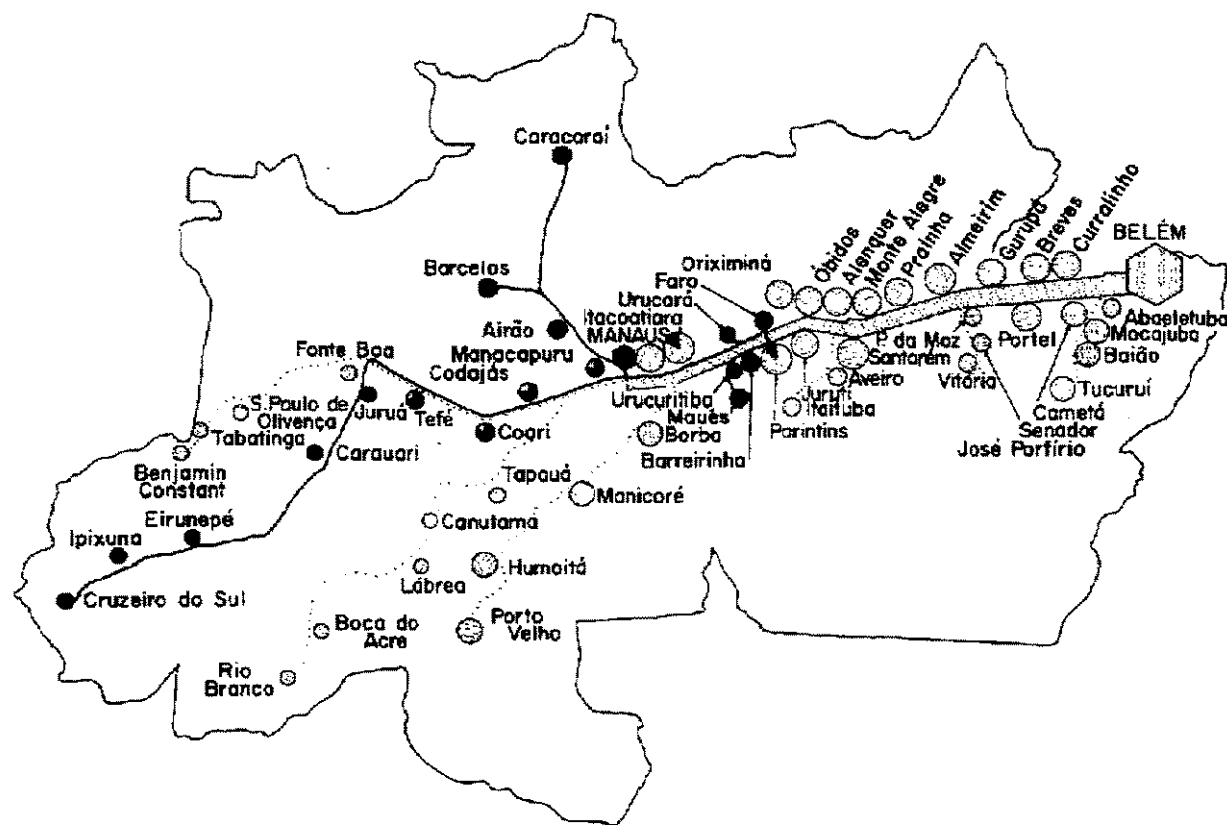 Caracaraí
Barcelos
Airão
Manacapuru
Codajás
Fonte Boa
S. Paulo de
Olivença
Tabatinga
Benjamin
Constant
Juruá
Tefé
Carauari
Coari
Eirunepé
Ipixuna
Cruzeiro do Sul
Tapauá
Canutamá
Lábrea
Boca do
Acre
Rio
Branco
Humaitá
Porto
Velho
Manicoré
Borba
Itacoatiara
MANAUS
Urucará
Faro
Oriximiná
Urucuritiba
Maués
Barreirinha
Parintins
Juruti
Itaituba
Aveiro
Santarém
Óbidos
Alenquer
Monte Alegre
Prainha
Almeirim
Gurupá
Breves
Curralinho
BELÉM
P. da Moz
Vitória
Portel
Senador
José Porfírio
Cametá
Abaeletuba
Mocajuba
Baião
Tucuruí